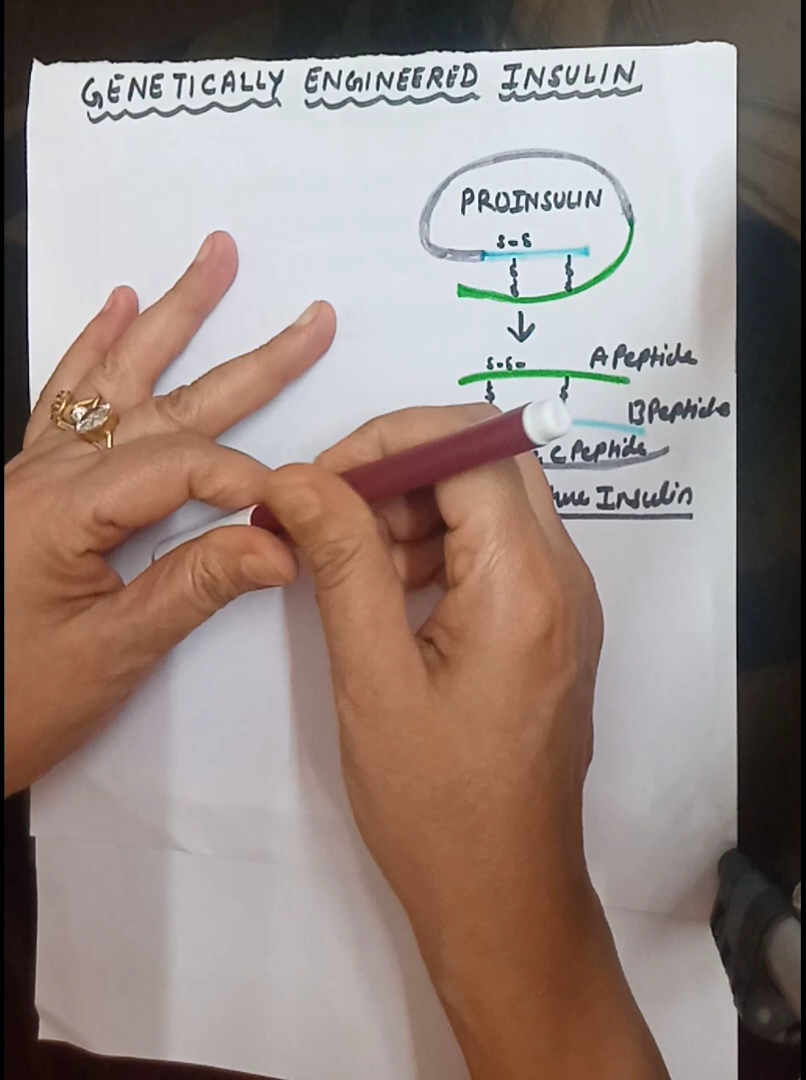 GENETICALLY ENGINEERED INSULIN
PROINSULIN
S-S
S S
S S
S-S-
A Peptide
S S
B Peptide
C Peptide
Insulin